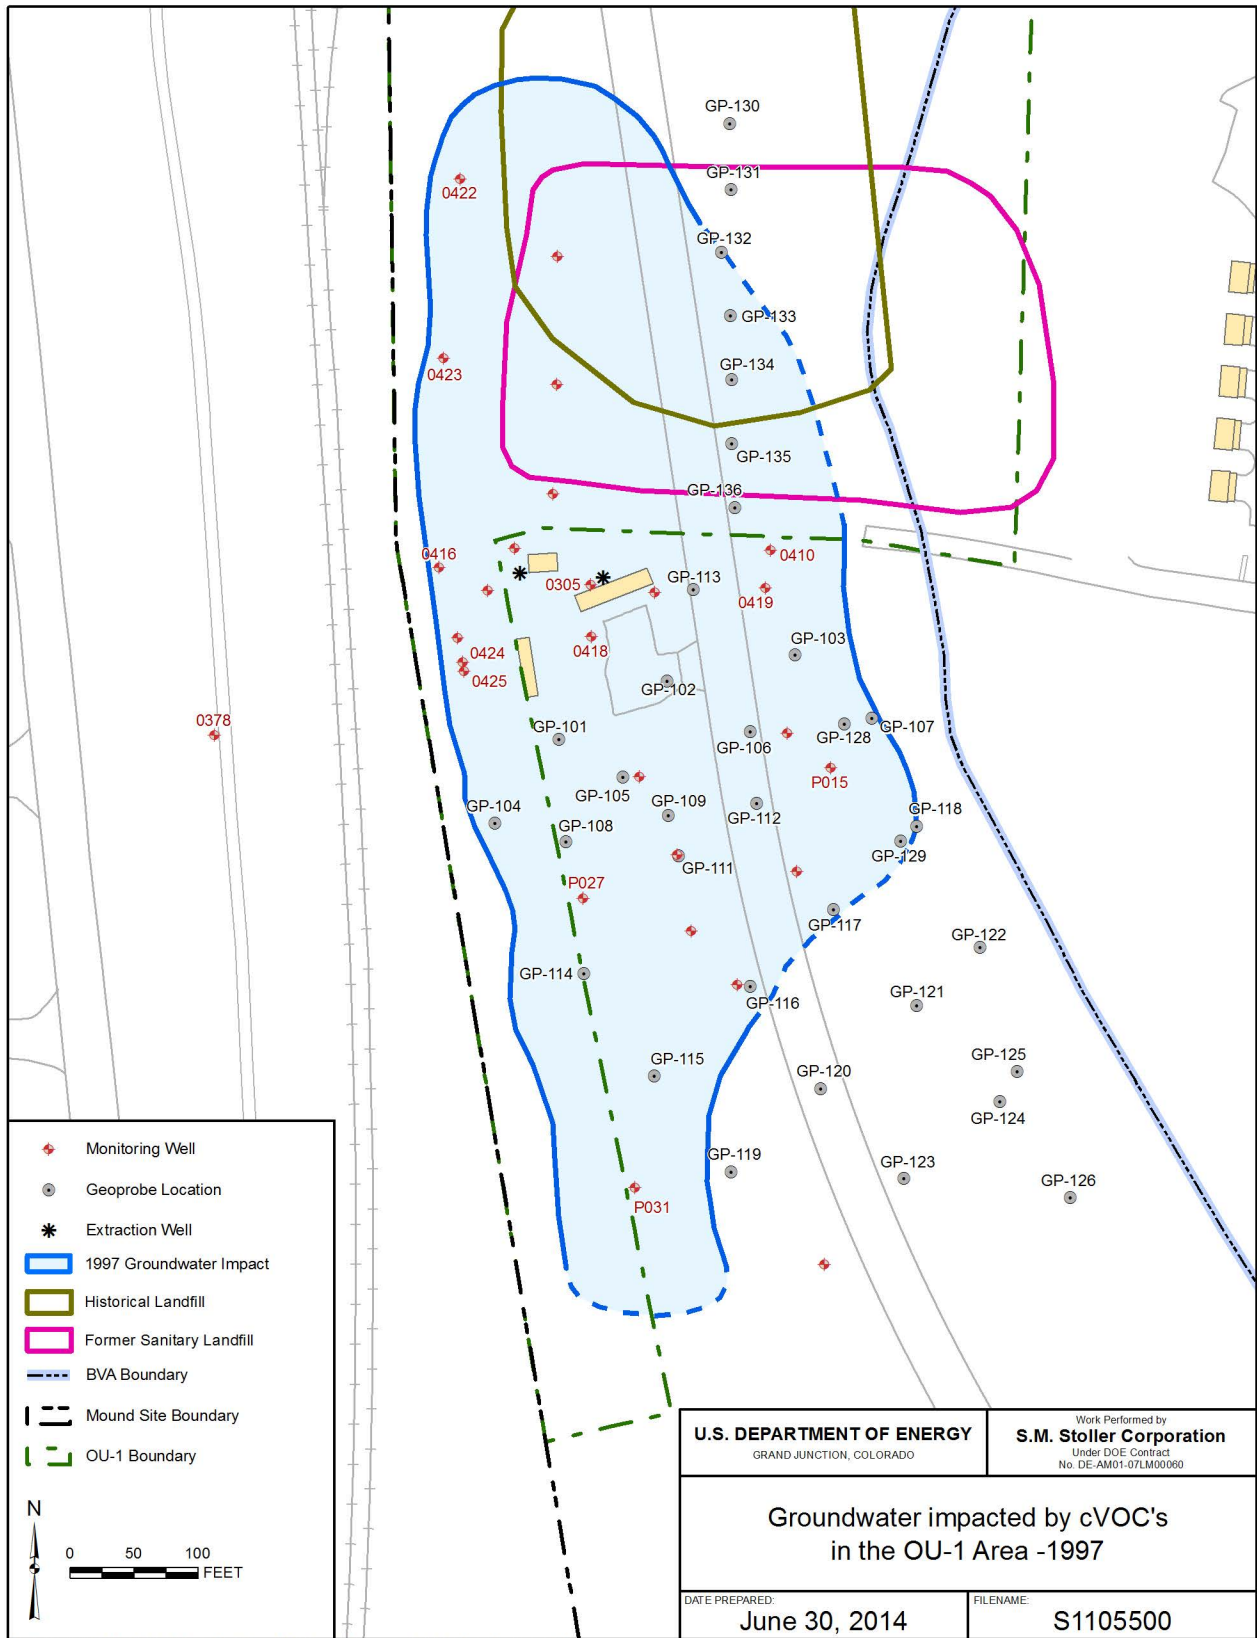 GP-130
GP-131
0422
GP-132
GP-133
0423
GP-134
GP-135
GP-136
0416
0410
0305
GP-113
0419
0418
GP-103
0424
0425
GP-102
0378
GP-101
GP-106
GP-128
GP-107
P015
GP-105
GP-109
GP-104
GP-112
GP-118
GP-108
GP-129
GP-111
P027
GP-117
GP-122
GP-114
GP-116
GP-121
GP-115
GP-120
GP-125
GP-124
GP-119
GP-123
GP-126
P031
Monitoring Well
Geoprobe Location
Extraction Well
1997 Groundwater Impact
Historical Landfill
Former Sanitary Landfill
BVA Boundary
Mound Site Boundary
OU-1 Boundary
N
0 50 100
FEET
U.S. DEPARTMENT OF ENERGY
GRAND JUNCTION, COLORADO
Work Performed by
S.M. Stoller Corporation
Under DOE Contract
No. DE-AM01-07LM00060
Groundwater impacted by cVOC's
in the OU-1 Area -1997
DATE PREPARED:
June 30, 2014
FILENAME:
S1105500